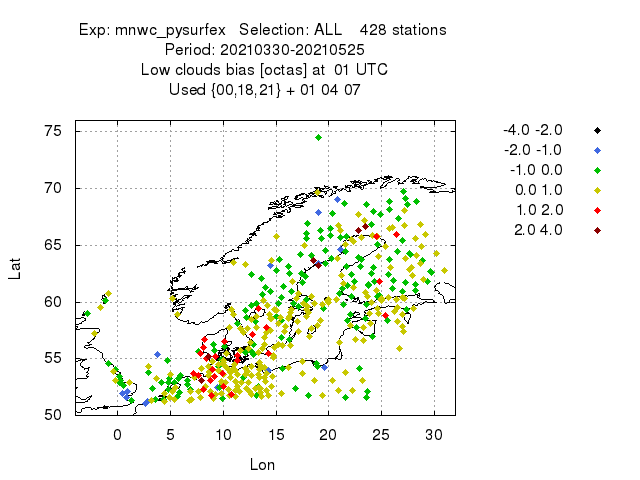 Exp: mnwc_pysurfex   Selection: ALL    428 stations
Period: 20210330-20210525
Low clouds bias [octas] at  01 UTC
Used {00,18,21} + 01 04 07
-4.0 -2.0
-2.0 -1.0
-1.0 0.0
0.0 1.0
1.0 2.0
2.0 4.0
75
70
65
60
55
50
Lat
0 5 10 15 20 25 30
Lon